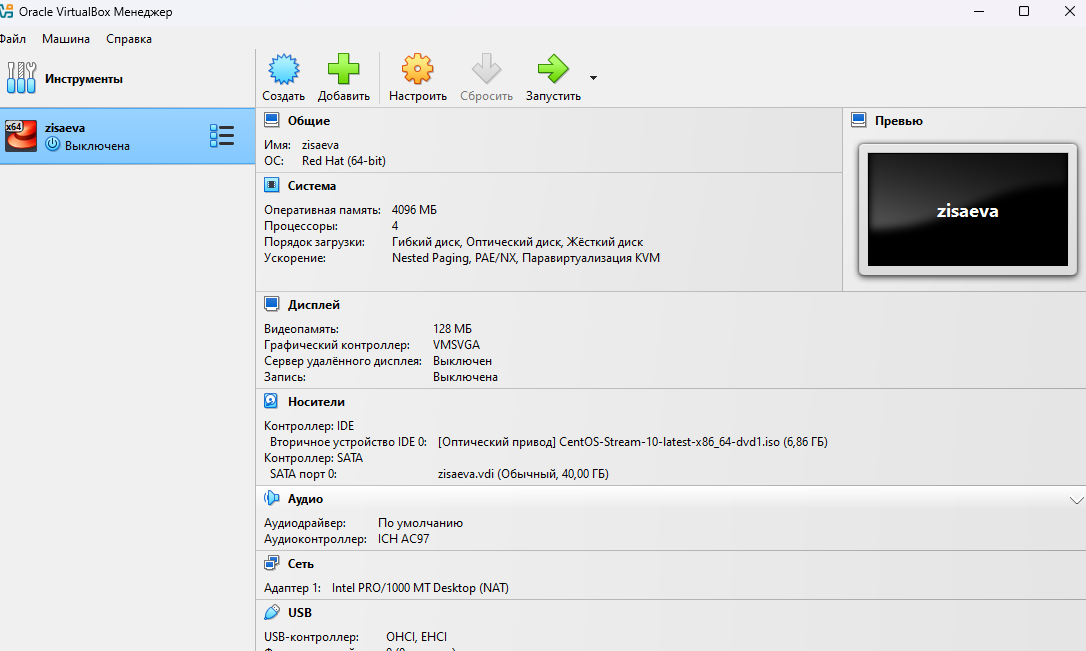 Oracle VirtualBox Менеджер
Файл Машина Справка
Инструменты
Создать Добавить Настроить Сбросить Запустить
x64
zisaeva
Выключена
Общие
Имя: zisaeva
ОС: Red Hat (64-bit)
Превью
zisaeva
Система
Оперативная память: 4096 МБ
Процессоры: 4
Порядок загрузки: Гибкий диск, Оптический диск, Жёсткий диск
Ускорение: Nested Paging, PAE/NX, Паравиртуализация KVM
Дисплей
Видеопамять: 128 МБ
Графический контроллер: VMSVGA
Сервер удалённого дисплея: Выключен
Запись: Выключена
Носители
Контроллер: IDE
Вторичное устройство IDE 0: [Оптический привод] CentOS-Stream-10-latest-x86_64-dvd1.iso (6,86 ГБ)
Контроллер: SATA
SATA порт 0: zisaeva.vdi (Обычный, 40,00 ГБ)
Аудио
Аудиодрайвер: По умолчанию
Аудиоконтроллер: ICH AC97
Сеть
Адаптер 1: Intel PRO/1000 MT Desktop (NAT)
USB
USB-контроллер: OHCI, EHCI